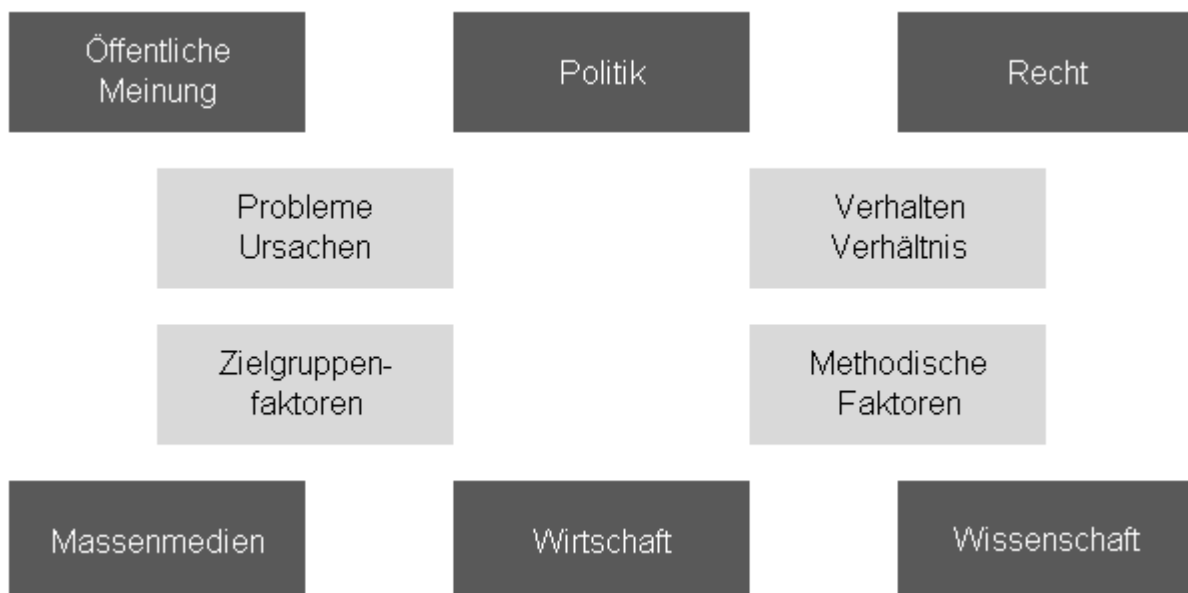 Öffentliche
Meinung
Politik
Recht
Probleme
Ursachen
Verhalten
Verhältnis
Zielgruppen-
faktoren
Methodische
Faktoren
Massenmedien
Wirtschaft
Wissenschaft